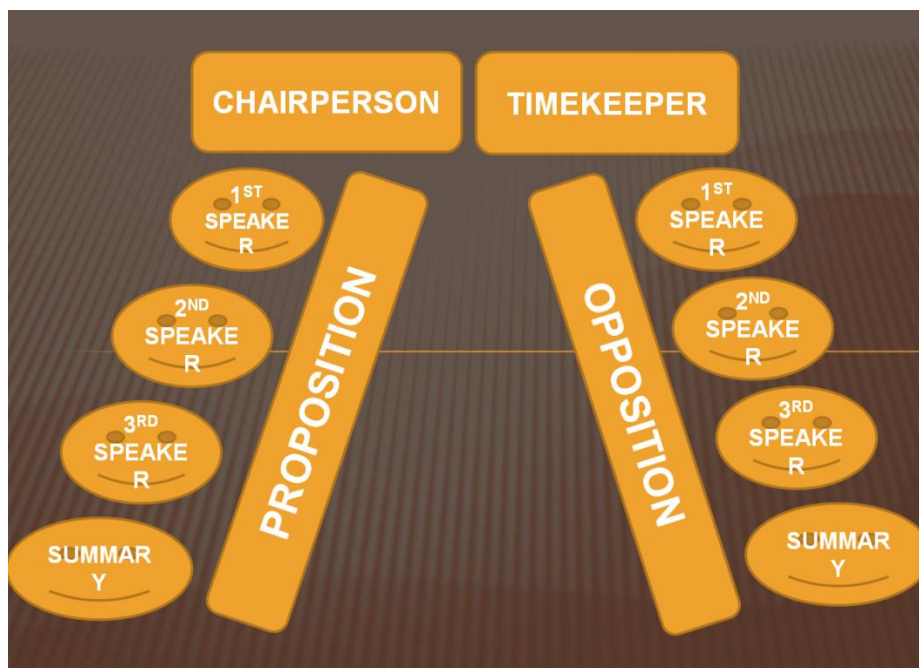 CHAIRPERSON
TIMEKEEPER
1ST
SPEAKE
R
2ND
SPEAKE
R
3RD
SPEAKE
R
SUMMAR
Y
PROPOSITION
OPPOSITION
1ST
SPEAKE
R
2ND
SPEAKE
R
3RD
SPEAKE
R
SUMMAR
Y